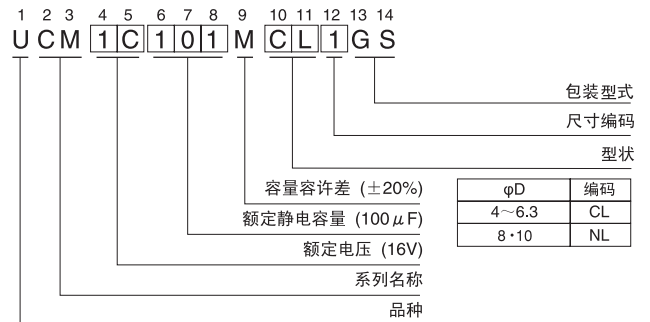 1 2 3 4 5 6 7 8 9 10 11 12 13 14
U C M 1 C 1 0 1 M C L 1 G S
包装型式
尺寸编码
型状
容量容许差 (±20%)
额定静电容量 (100μF)
额定电压 (16V)
系列名称
品种
φD 编码
4～6.3 CL
8・10 NL